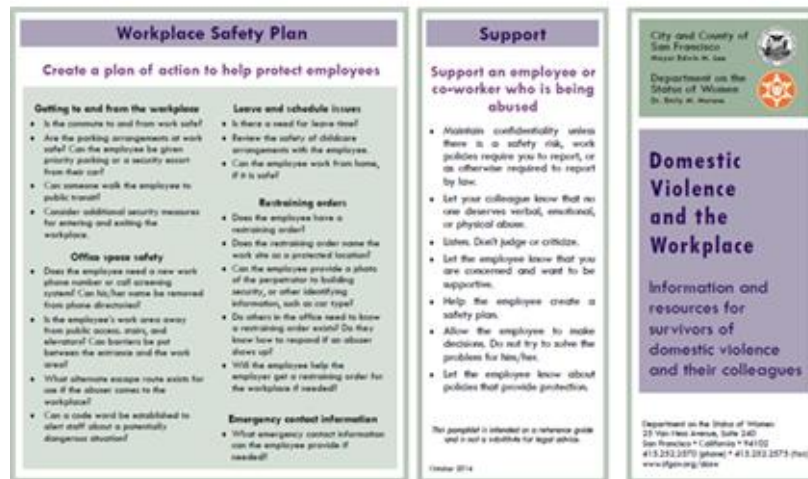 Workplace Safety Plan
Create a plan of action to help protect employees
Getting to and from the workplace
• Is the commute to and from work safe?
• Are the parking arrangements at work
safe? Can the employee be given
priority parking or a security escort
from their car?
• Can someone walk the employee to
public transit?
• Consider additional security measures
for entering and exiting the
workplace.
Office space safety
• Does the employee need a new work
phone number or call screening
system? Can his/her name be removed
from phone directories?
• Is the employee's work area away
from public access, stairs, and
elevators? Can barriers be put
between the entrance and the work
area?
• What alternate escape route exists for
use if the abuser comes to the
workplace?
• Can a code word be established to
alert staff about a potentially
dangerous situation?
Leave and schedule issues
• Is there a need for leave time?
• Review the safety of childcare
arrangements with the employee.
• Can the employee work from home,
if it is safe?
Restraining orders
• Does the employee have a
restraining order?
• Does the restraining order name the
work site as a protected location?
• Can the employee provide a photo
of the perpetrator to building
security, or other identifying
information, such as car type?
• Do others in the office need to know
a restraining order exists? Do they
know how to respond if an abuser
shows up?
• Will the employee help the
employer get a restraining order for
the workplace if needed?
Emergency contact information
• What emergency contact information
can the employee provide if
needed?
Support
Support an employee or
co-worker who is being
abused
• Maintain confidentiality unless
there is a safety risk, work
policies require you to report, or
as otherwise required to report
by law.
• Let your colleague know that no
one deserves verbal, emotional,
or physical abuse.
• Listen. Don't judge or criticize.
• Let the employee know that you
are concerned and want to be
supportive.
• Help the employee create a
safety plan.
• Allow the employee to make
decisions. Do not try to solve the
problem for him/her.
• Let the employee know about
policies that provide protection.
This pamphlet is intended as a reference guide
and is not a substitute for legal advice.
October 2014
City and County of
San Francisco
Mayor Edwin M. Lee
Department on the
Status of Women
Dr. Emily M. Murase
Domestic
Violence
and the
Workplace
Information and
resources for
survivors of
domestic violence
and their colleagues
Department on the Status of Women
25 Van Ness Avenue, Suite 240
San Francisco * California * 94102
415.252.2570 (phone) * 415.252.2575 (fax)
www.sfgov.org/dosw